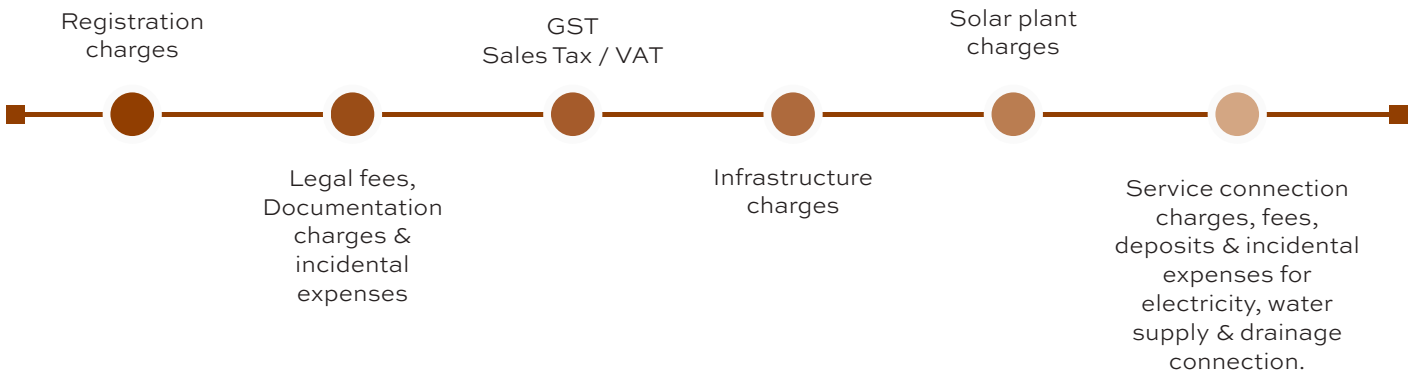 Registration
charges
Legal fees,
Documentation
charges &
incidental
expenses
GST
Sales Tax / VAT
Infrastructure
charges
Solar plant
charges
Service connection
charges, fees,
deposits & incidental
expenses for
electricity, water
supply & drainage
connection.